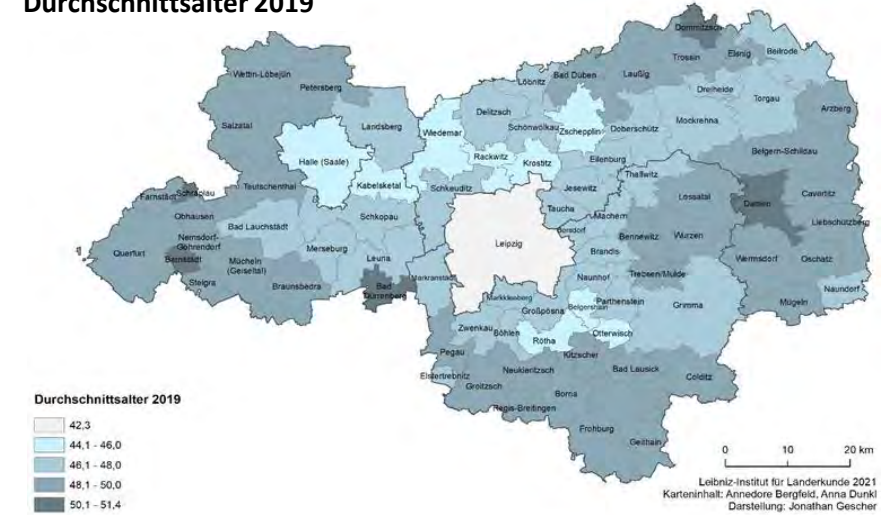 Durchschnittsalter 2019
Dommitzsch
Trossin
Elsnig
Beilrode
Wettin-Löbejün
Petersberg
Löbnitz
Bad Düben
Laußig
Dreiheide
Torgau
Arzberg
Salzatal
Landsberg
Wiedemar
Delitzsch
Schönwölkau
Zschepplin
Doberschütz
Mockrehna
Halle (Saale)
Rackwitz
Krostitz
Eilenburg
Belgern-Schildau
Farnstädt
Schraplau
Teutschenthal
Kabelsketal
Schkeuditz
Jesewitz
Thallwitz
Lossatal
Dahlen
Cavertitz
Obhausen
Bad Lauchstädt
Schkopau
Taucha
Machern
Liebschützberg
Nemsdorf-
Göhrendorf
Querfurt
Barnstädt
Mücheln
(Geiseltal)
Merseburg
Leuna
Leipzig
Borsdorf
Brandis
Bennewitz
Wurzen
Wermsdorf
Oschatz
Steigra
Braunsbedra
Bad
Dürrenberg
Markranstädt
Naunhof
Trebsen/Mulde
Naundorf
Markkleeberg
Großpösna
Belgershain
Parthenstein
Grimma
Mügeln
Zwenkau
Böhlen
Rötha
Otterwisch
Pegau
Kitzscher
Elstertrebnitz
Neukieritzsch
Bad Lausick
Colditz
Groitzsch
Borna
Regis-Breitingen
Frohburg
Geithain
Durchschnittsalter 2019
42,3
44,1 - 46,0
46,1 - 48,0
48,1 - 50,0
50,1 - 51,4
0 10 20 km
Leibniz-Institut für Länderkunde 2021
Karteninhalt: Annedore Bergfeld, Anna Dunkl
Darstellung: Jonathan Gescher